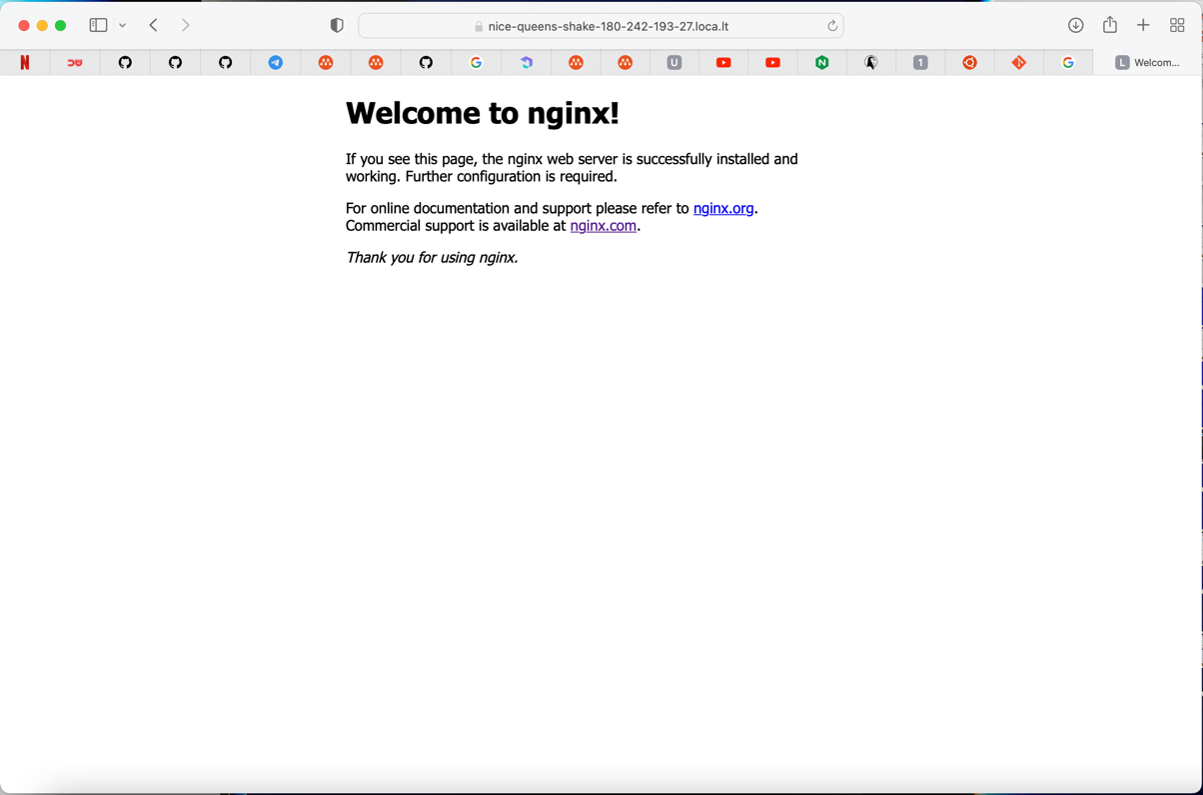 nice-queens-shake-180-242-193-27.loca.lt
N U N 1 L Welcom...
Welcome to nginx!
If you see this page, the nginx web server is successfully installed and
working. Further configuration is required.
For online documentation and support please refer to nginx.org.
Commercial support is available at nginx.com.
Thank you for using nginx.